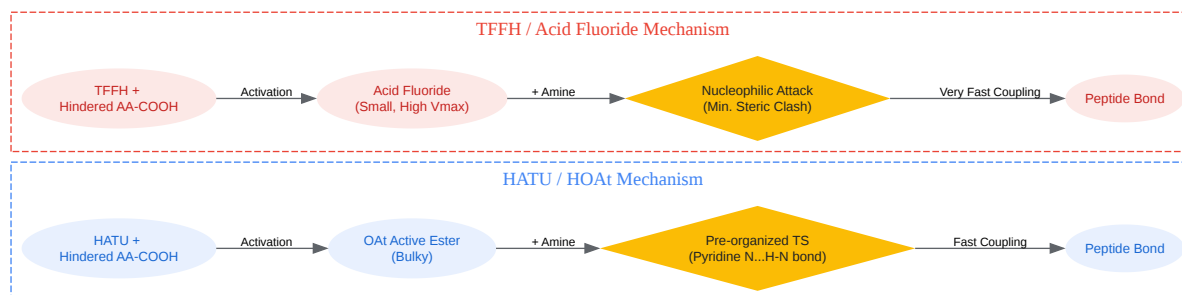 TFFH / Acid Fluoride Mechanism
TFFH +
Hindered AA-COOH
Activation
Acid Fluoride
(Small, High Vmax)
+ Amine
Nucleophilic Attack
(Min. Steric Clash)
Very Fast Coupling
Peptide Bond
HATU / HOAt Mechanism
HATU +
Hindered AA-COOH
Activation
OAt Active Ester
(Bulky)
+ Amine
Pre-organized TS
(Pyridine N...H-N bond)
Fast Coupling
Peptide Bond